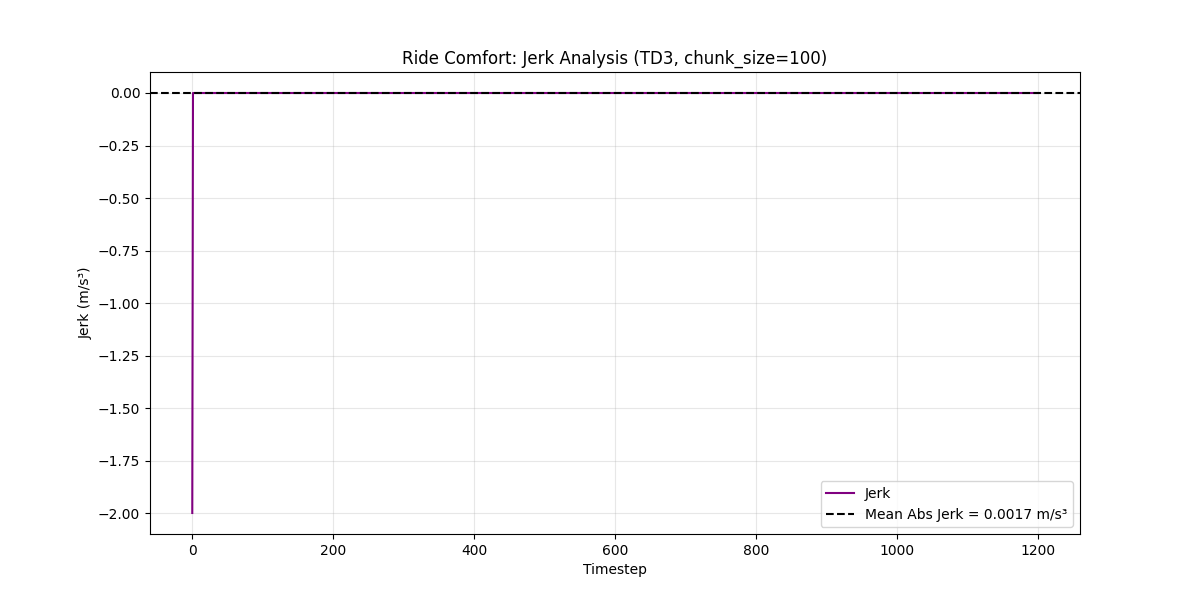 Ride Comfort: Jerk Analysis (TD3, chunk_size=100)
0.00
−0.25
−0.50
−0.75
−1.00
−1.25
−1.50
−1.75
−2.00
Jerk (m/s³)
Jerk
Mean Abs Jerk = 0.0017 m/s³
0 200 400 600 800 1000 1200
Timestep